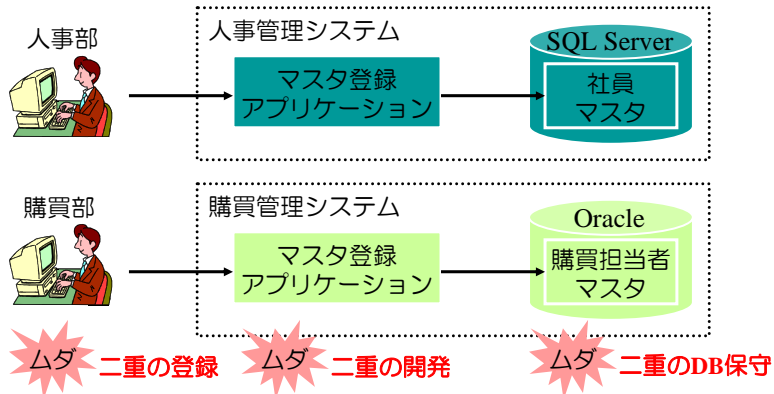 人事部
人事管理システム
マスタ登録
アプリケーション
SQL Server
社員
マスタ
購買部
購買管理システム
マスタ登録
アプリケーション
Oracle
購買担当者
マスタ
ムダ 二重の登録
ムダ 二重の開発
ムダ 二重のDB保守